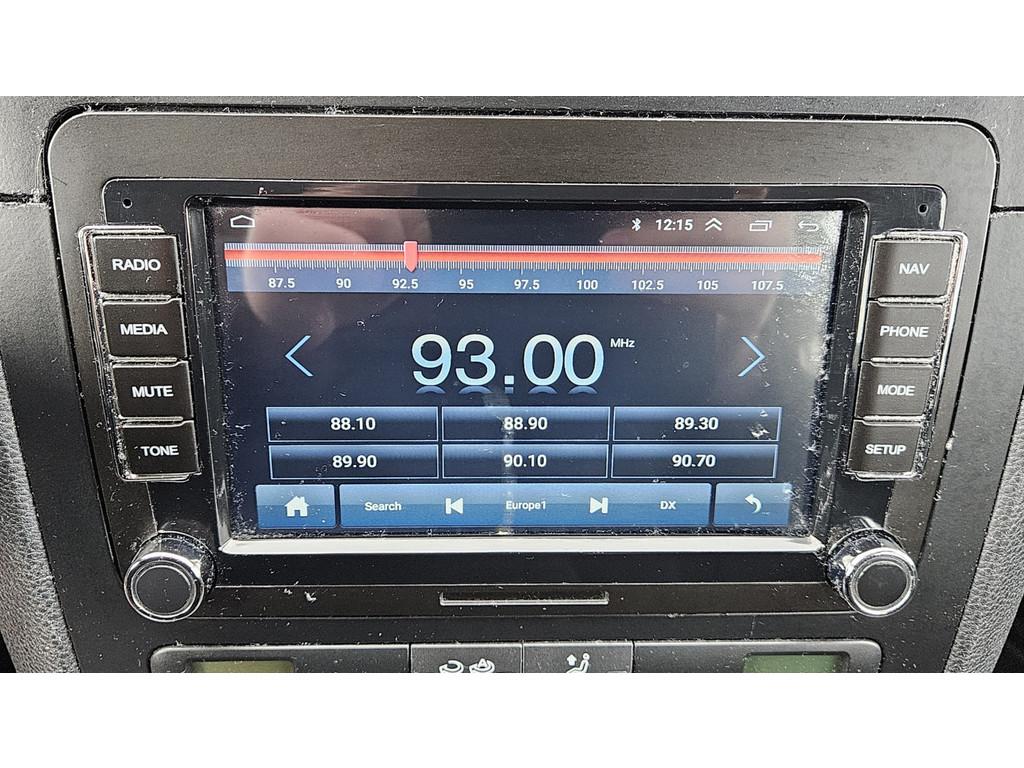 12:15
87.5 90 92.5 95 97.5 100 102.5 105 107.5
93.00 MHz
88.10 88.90 89.30
89.90 90.10 90.70
Search Europe1 DX
RADIO
MEDIA
MUTE
TONE
NAV
PHONE
MODE
SETUP